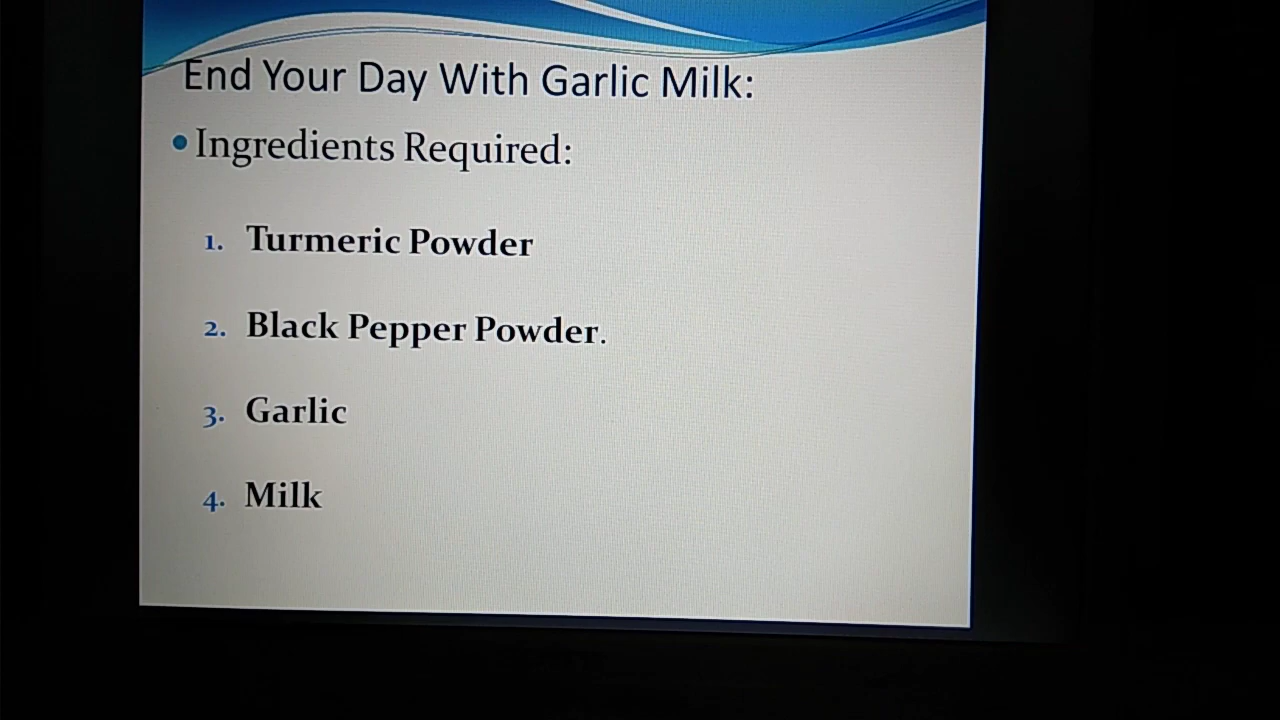 End Your Day With Garlic Milk:
• Ingredients Required:
1. Turmeric Powder
2. Black Pepper Powder.
3. Garlic
4. Milk